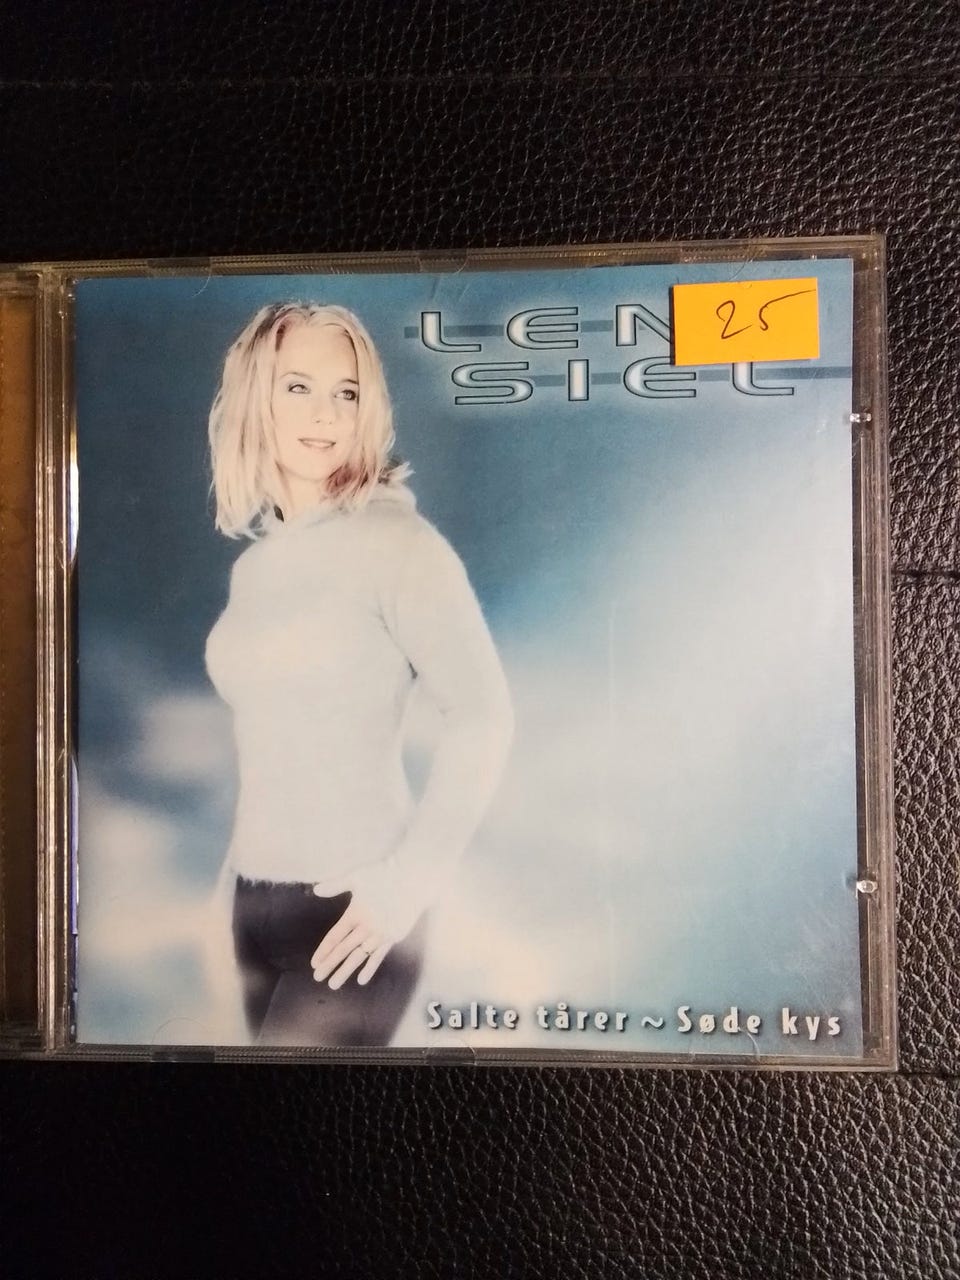 LEN
25
SIEL
Salte tårer ~ Søde kys